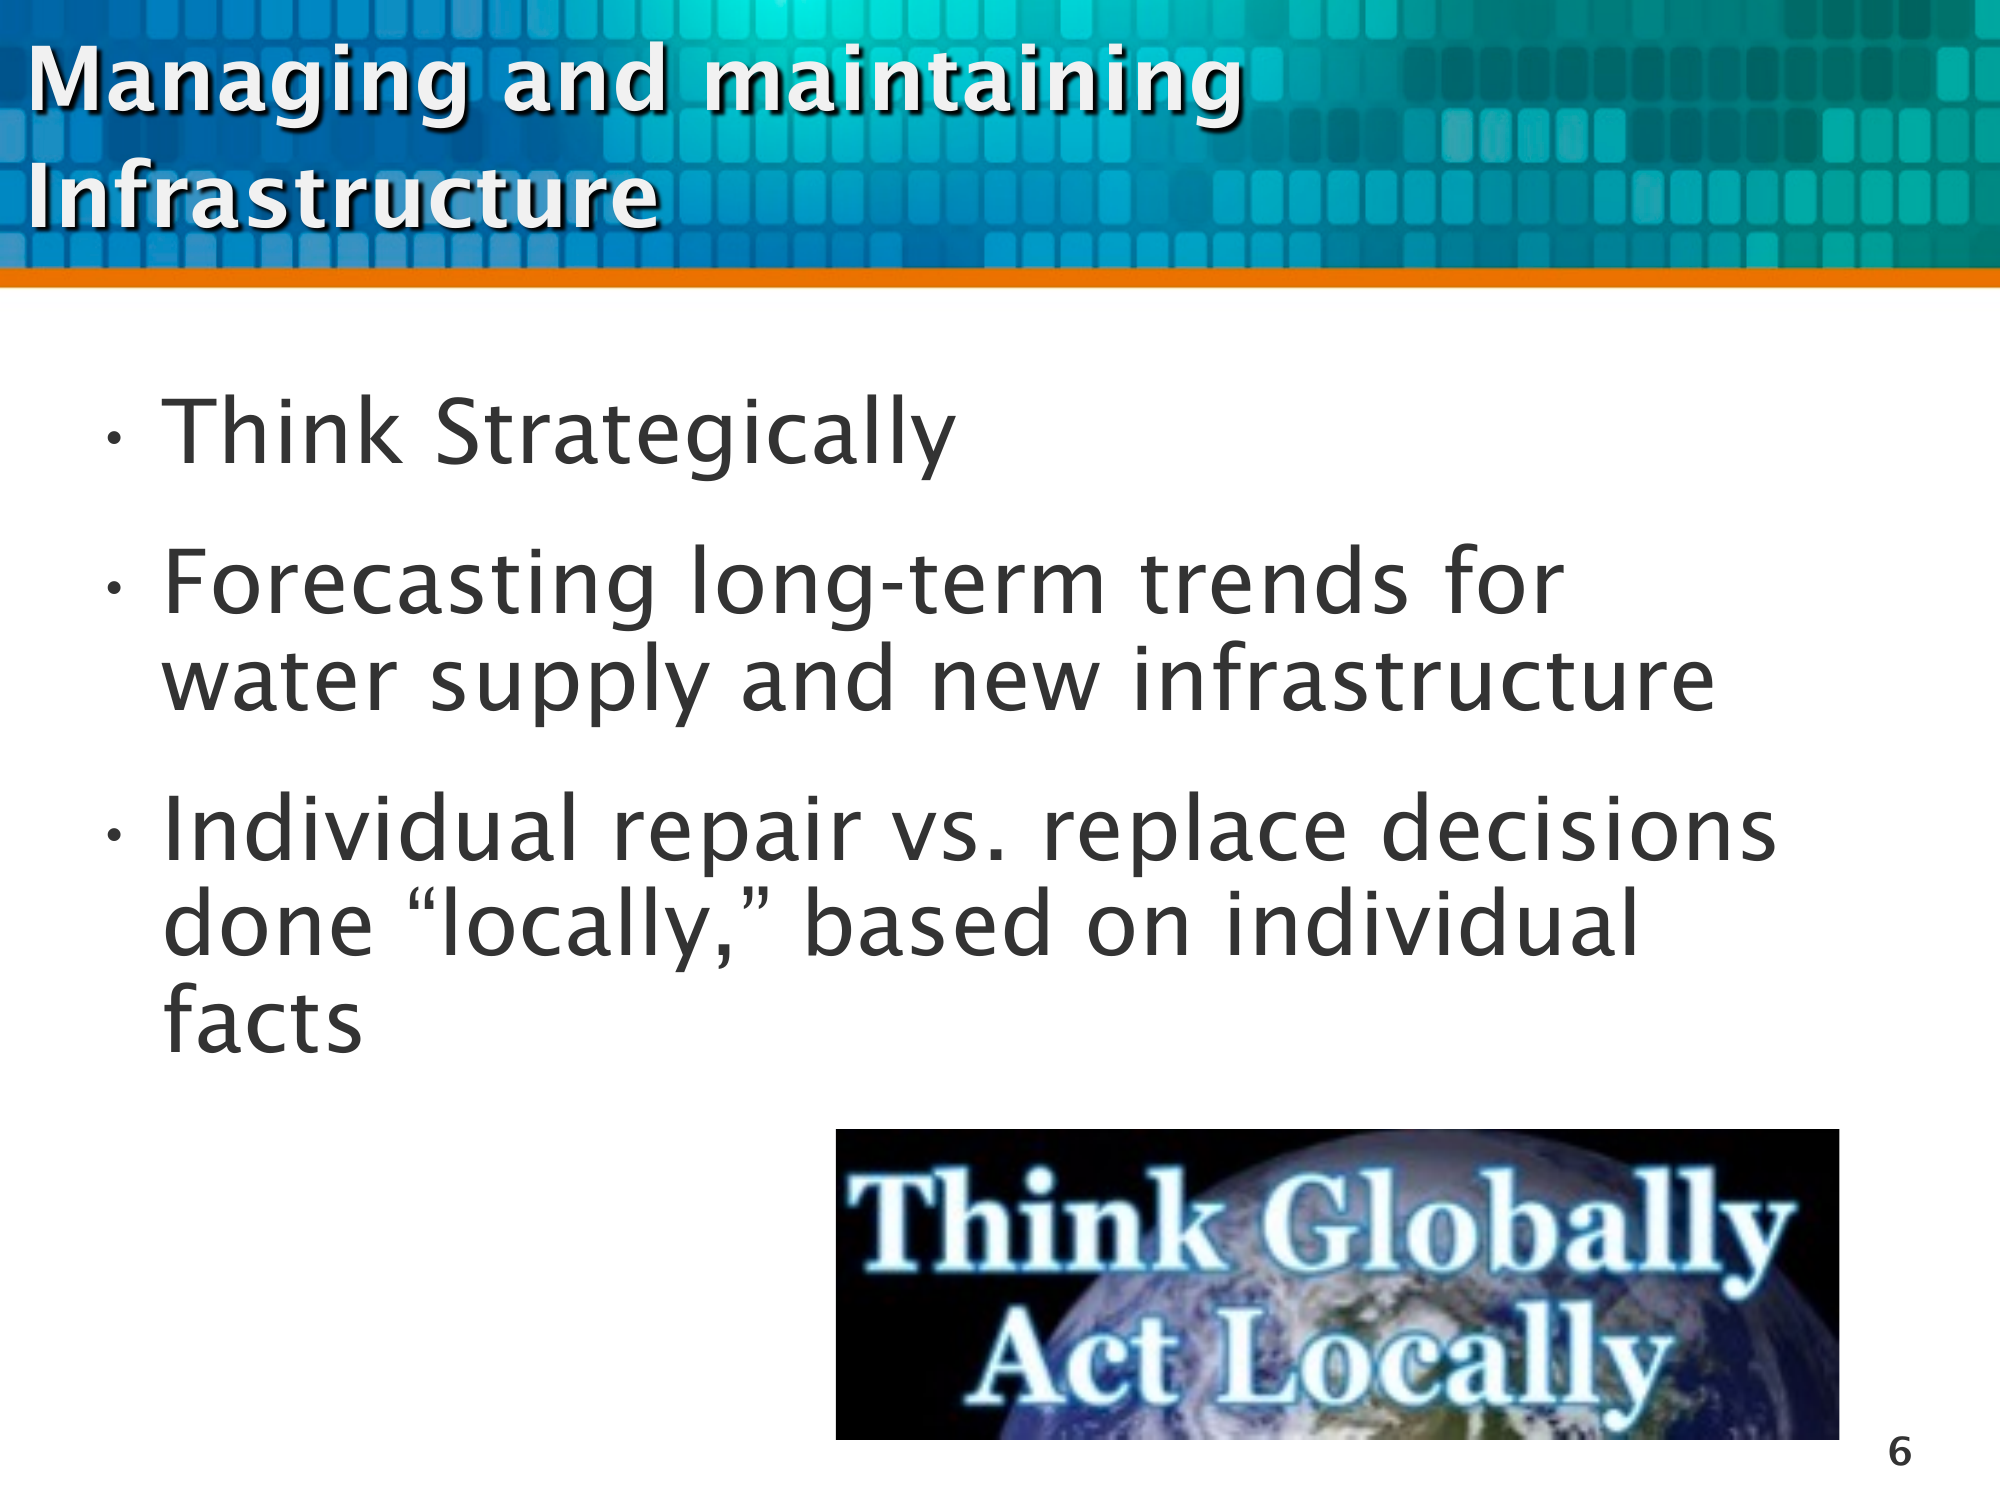 Managing and maintaining
Infrastructure
• Think Strategically
• Forecasting long-term trends for
water supply and new infrastructure
• Individual repair vs. replace decisions
done “locally,” based on individual
facts
Think Globally
Act Locally
6